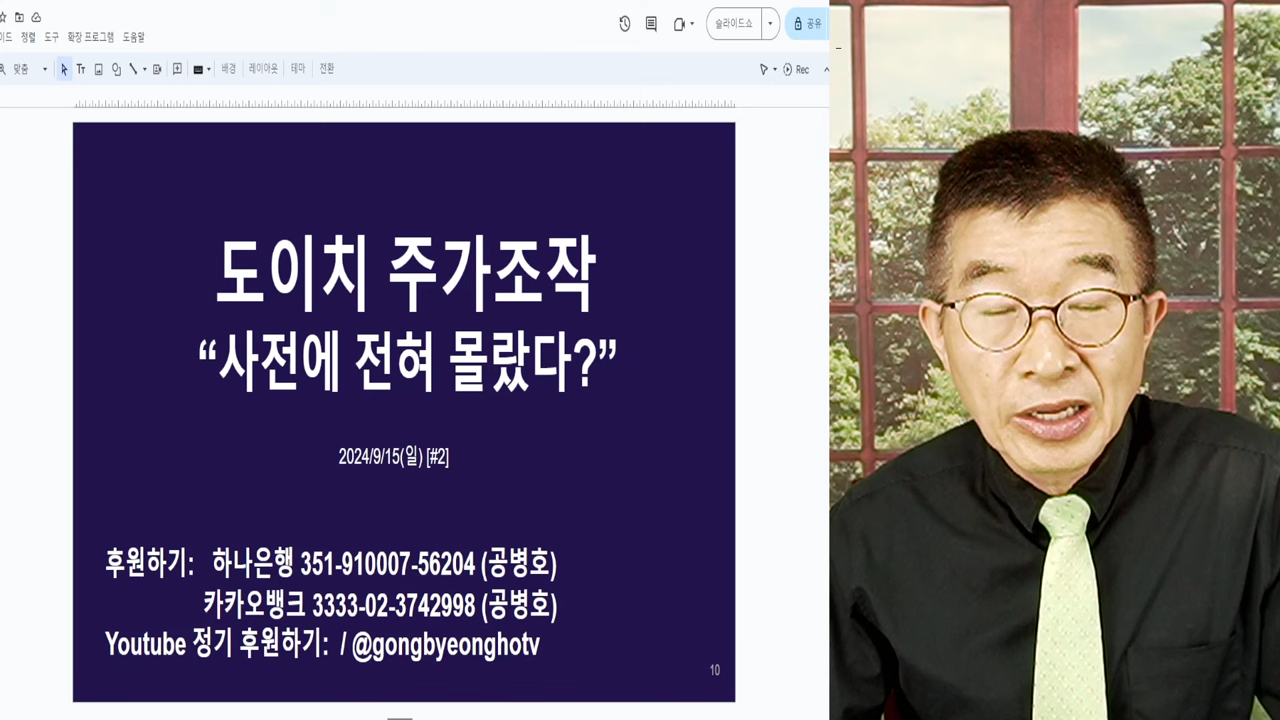 이드 정렬 도구 확장 프로그램 도움말
슬라이드쇼
공유
맞춤
배경 레이아웃 테마 전환
Rec
도이치 주가조작
“사전에 전혀 몰랐다?”
2024/9/15(일) [#2]
후원하기: 하나은행 351-910007-56204 (공병호)
카카오뱅크 3333-02-3742998 (공병호)
Youtube 정기 후원하기: / @gongbyeonghotv
10